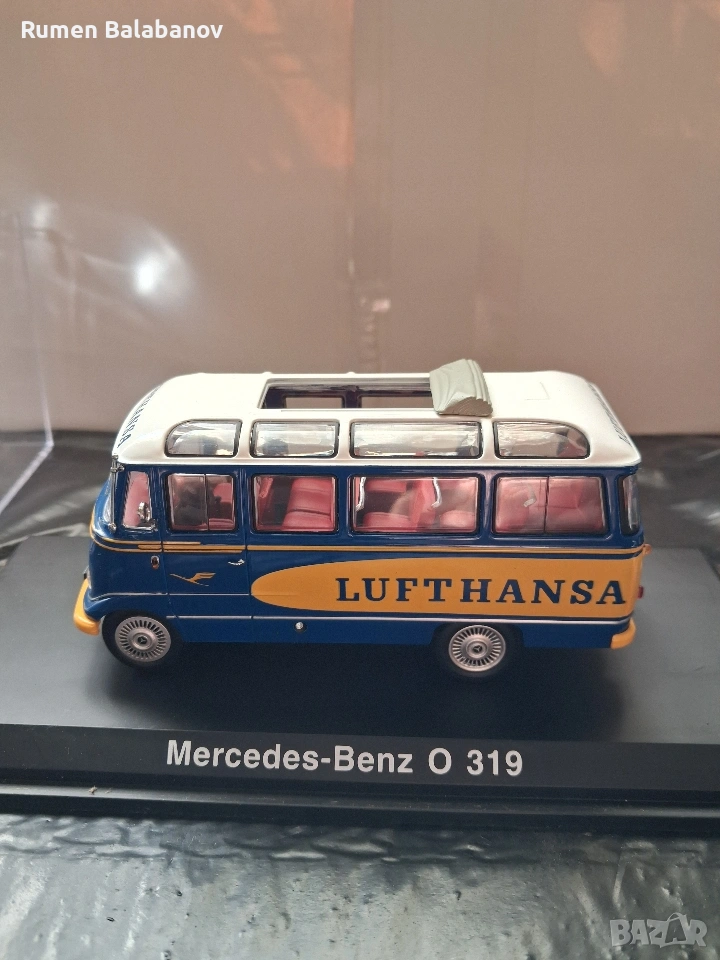 Rumen Balabanov
LUFTHANSA
Mercedes-Benz O 319
BAZAR